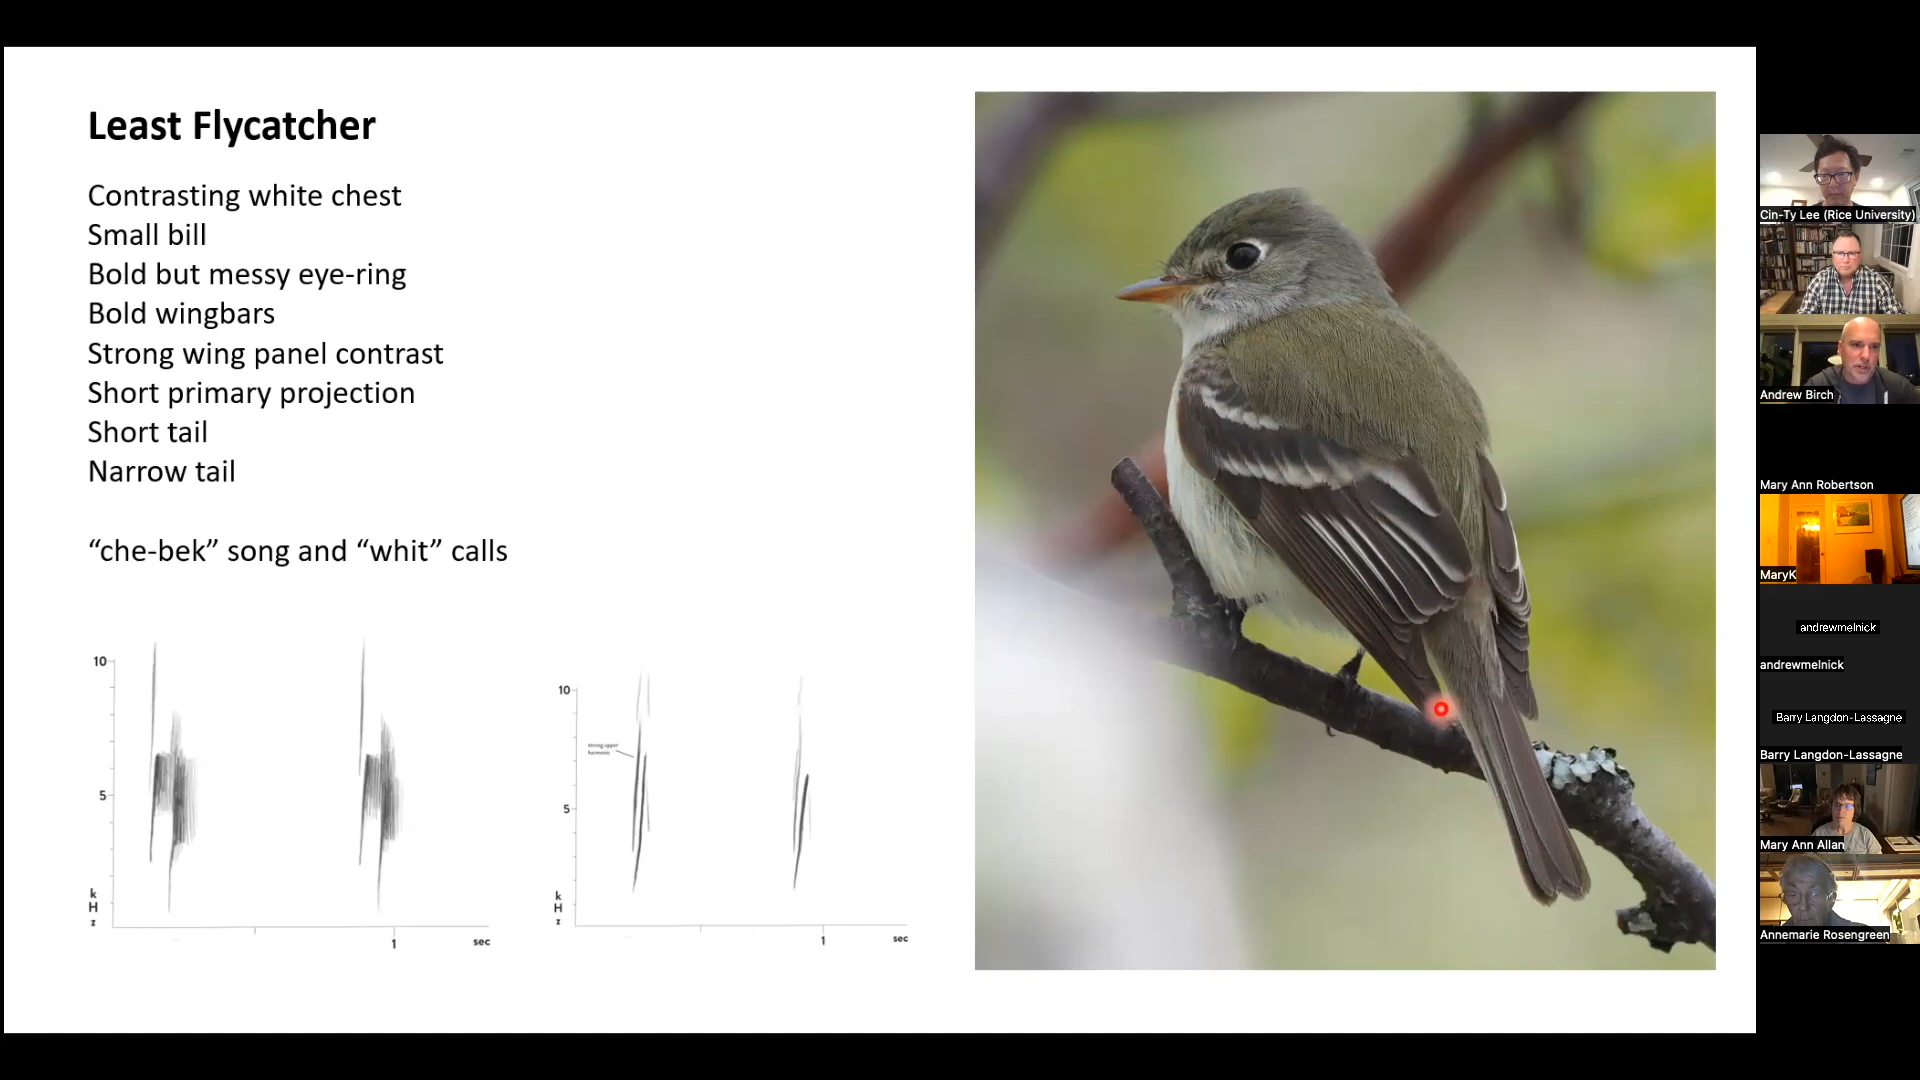 Least Flycatcher
Contrasting white chest
Small bill
Bold but messy eye-ring
Bold wingbars
Strong wing panel contrast
Short primary projection
Short tail
Narrow tail
“che-bek” song and “whit” calls
10
5
k
H
z
1
sec
10
strong upper
harmonic
5
k
H
z
1
sec
Cin-Ty Lee (Rice University)
Andrew Birch
Mary Ann Robertson
MaryK
andrewmelnick
andrewmelnick
Barry Langdon-Lassagne
Barry Langdon-Lassagne
Mary Ann Allan
Annemarie Rosengreen